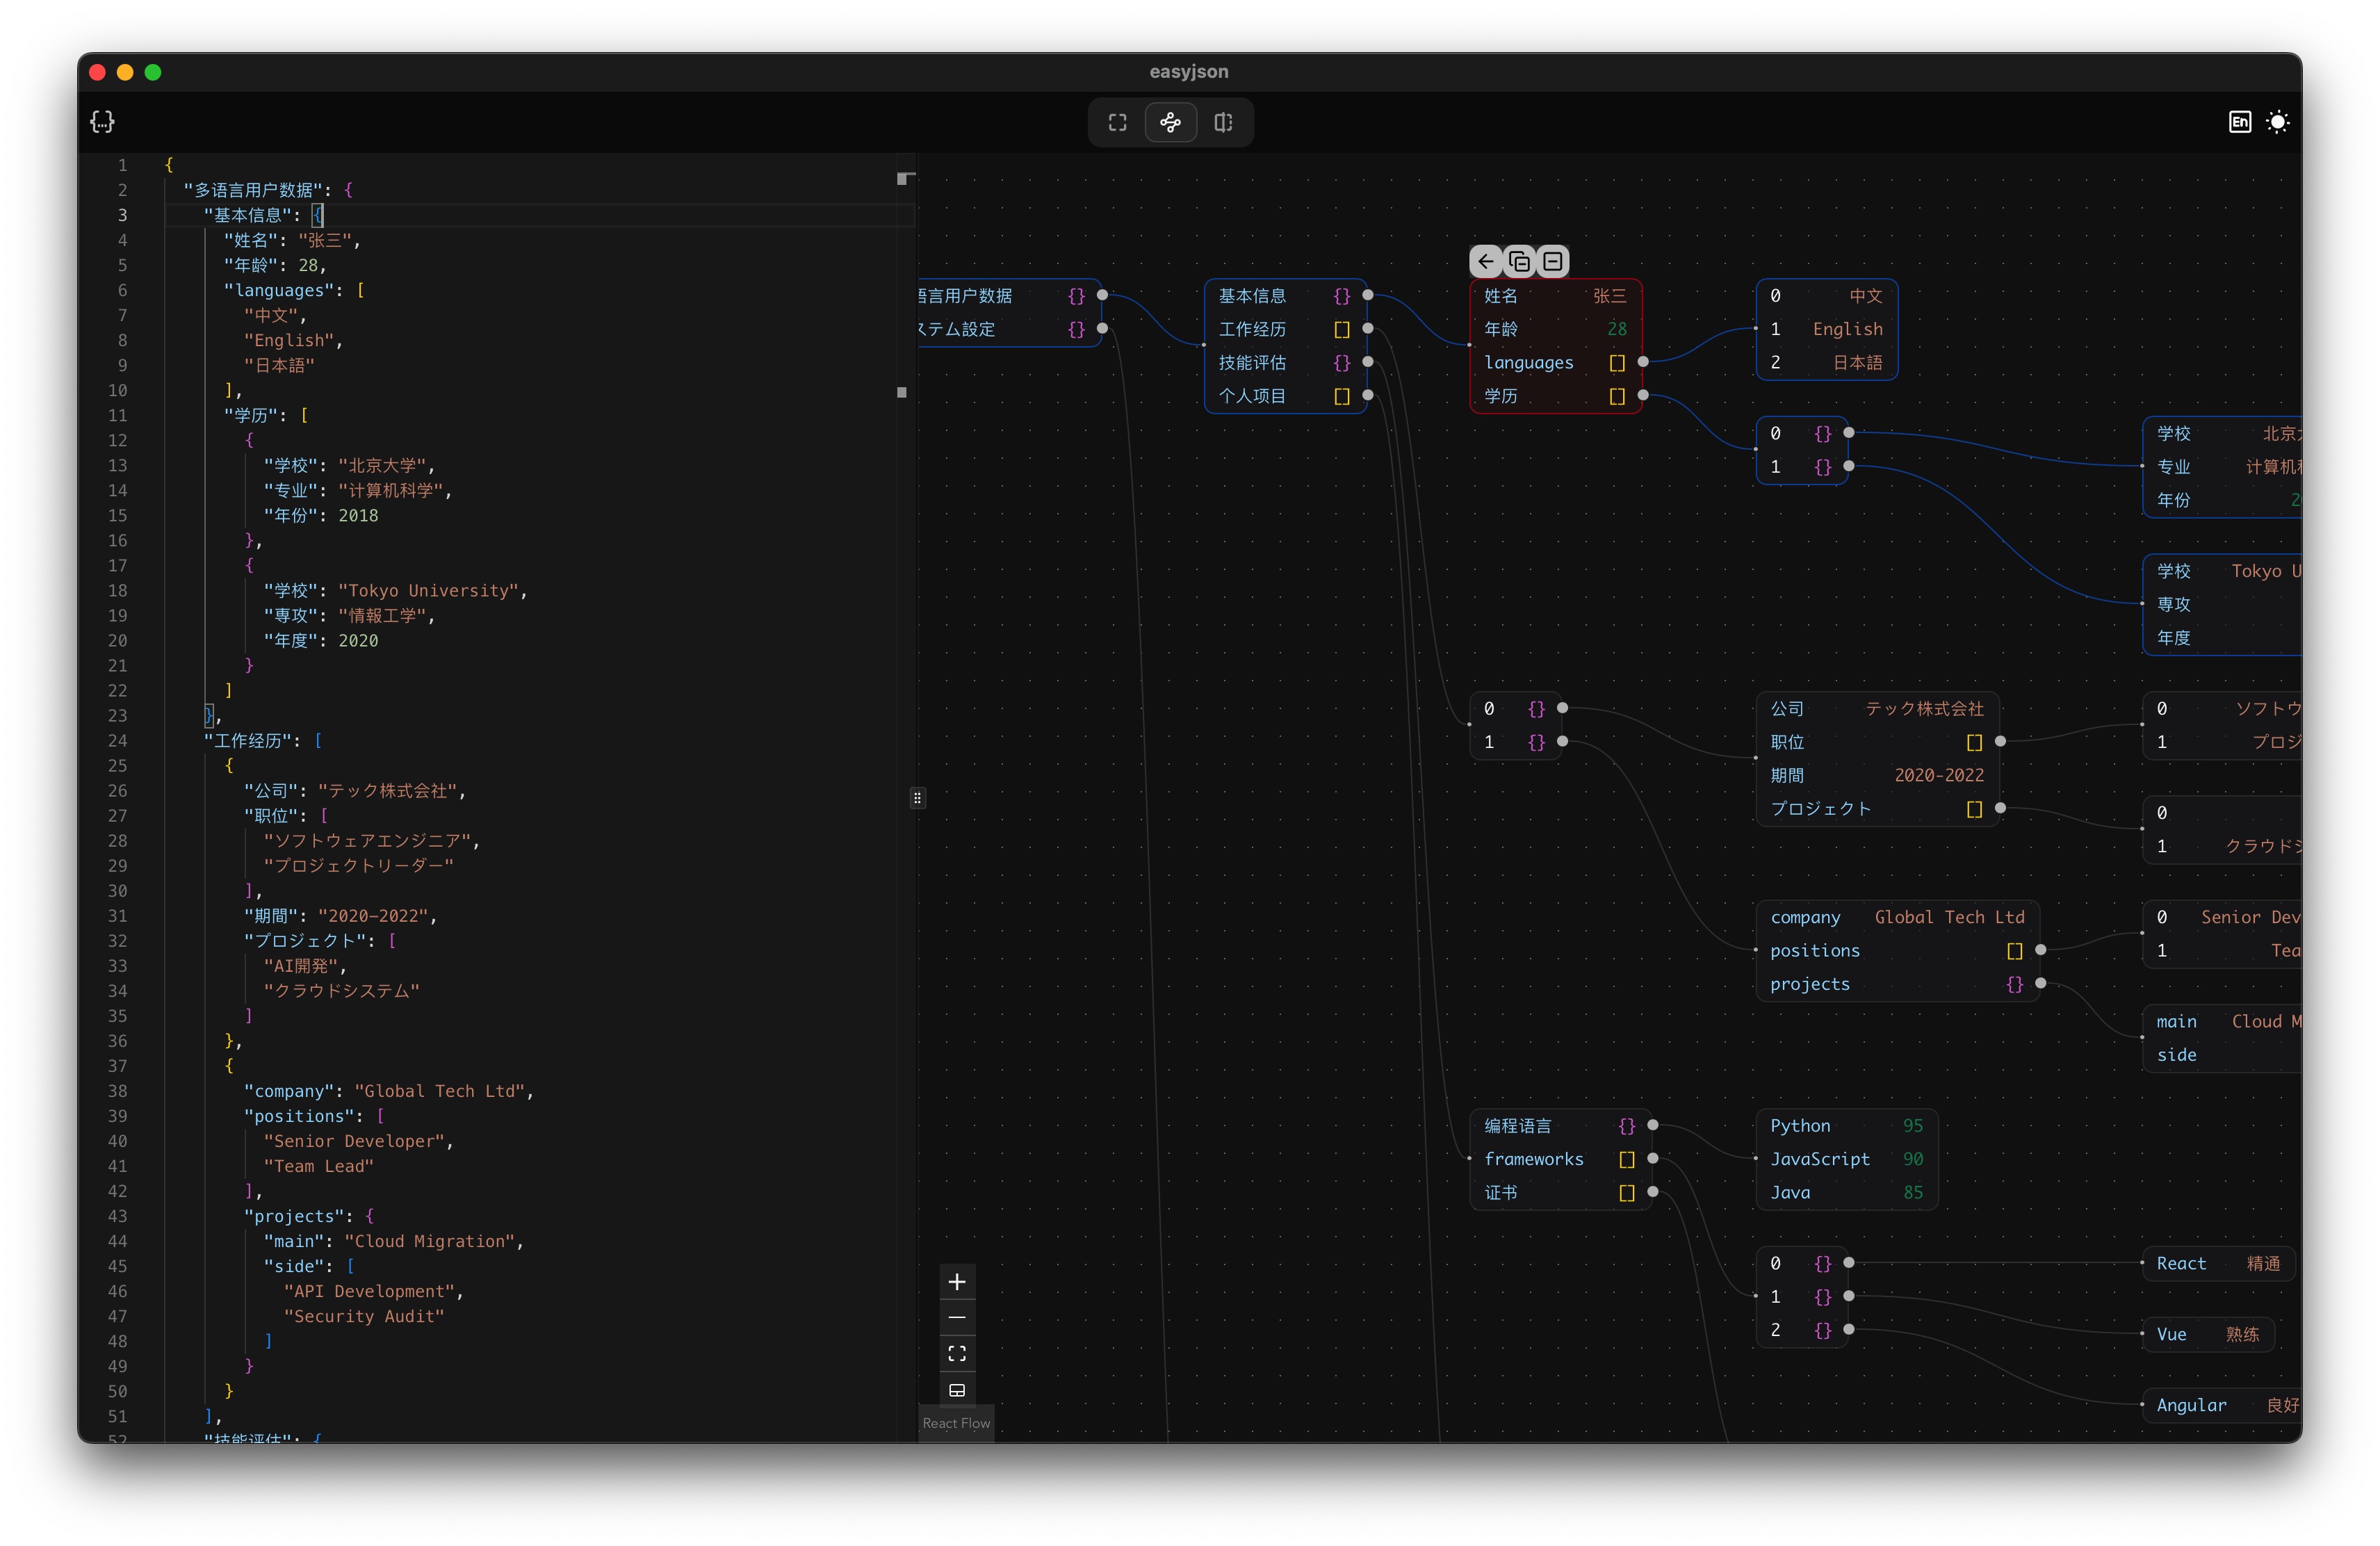 easyjson
{...}
En
1 {
2 "多语言用户数据": {
3 "基本信息": {
4 "姓名": "张三",
5 "年龄": 28,
6 "languages": [
7 "中文",
8 "English",
9 "日本語"
10 ],
11 "学历": [
12 {
13 "学校": "北京大学",
14 "专业": "计算机科学",
15 "年份": 2018
16 },
17 {
18 "学校": "Tokyo University",
19 "専攻": "情報工学",
20 "年度": 2020
21 }
22 ]
23 },
24 "工作经历": [
25 {
26 "公司": "テック株式会社",
27 "职位": [
28 "ソフトウェアエンジニア",
29 "プロジェクトリーダー"
30 ],
31 "期間": "2020-2022",
32 "プロジェクト": [
33 "AI開発",
34 "クラウドシステム"
35 ]
36 },
37 {
38 "company": "Global Tech Ltd",
39 "positions": [
40 "Senior Developer",
41 "Team Lead"
42 ],
43 "projects": {
44 "main": "Cloud Migration",
45 "side": [
46 "API Development",
47 "Security Audit"
48 ]
49 }
50 }
51 ],
52 "技能评估": {
言用户数据 {}
ステム設定 {}
基本信息 {}
工作经历 []
技能评估 {}
个人项目 []
姓名 张三
年龄 28
languages []
学历 []
0 中文
1 English
2 日本語
0 {}
1 {}
学校 北京
专业 计算机
年份
学校 Tokyo U
専攻
年度
0 {}
1 {}
公司 テック株式会社
职位 []
期間 2020-2022
プロジェクト []
0 ソフトウ
1 プロジ
0
1 クラウドシ
company Global Tech Ltd
positions []
projects {}
0 Senior Dev
1 Tea
main Cloud M
side
编程语言 {}
frameworks []
证书 []
Python 95
JavaScript 90
Java 85
0 {}
1 {}
2 {}
React 精通
Vue 熟练
Angular 良好
React Flow